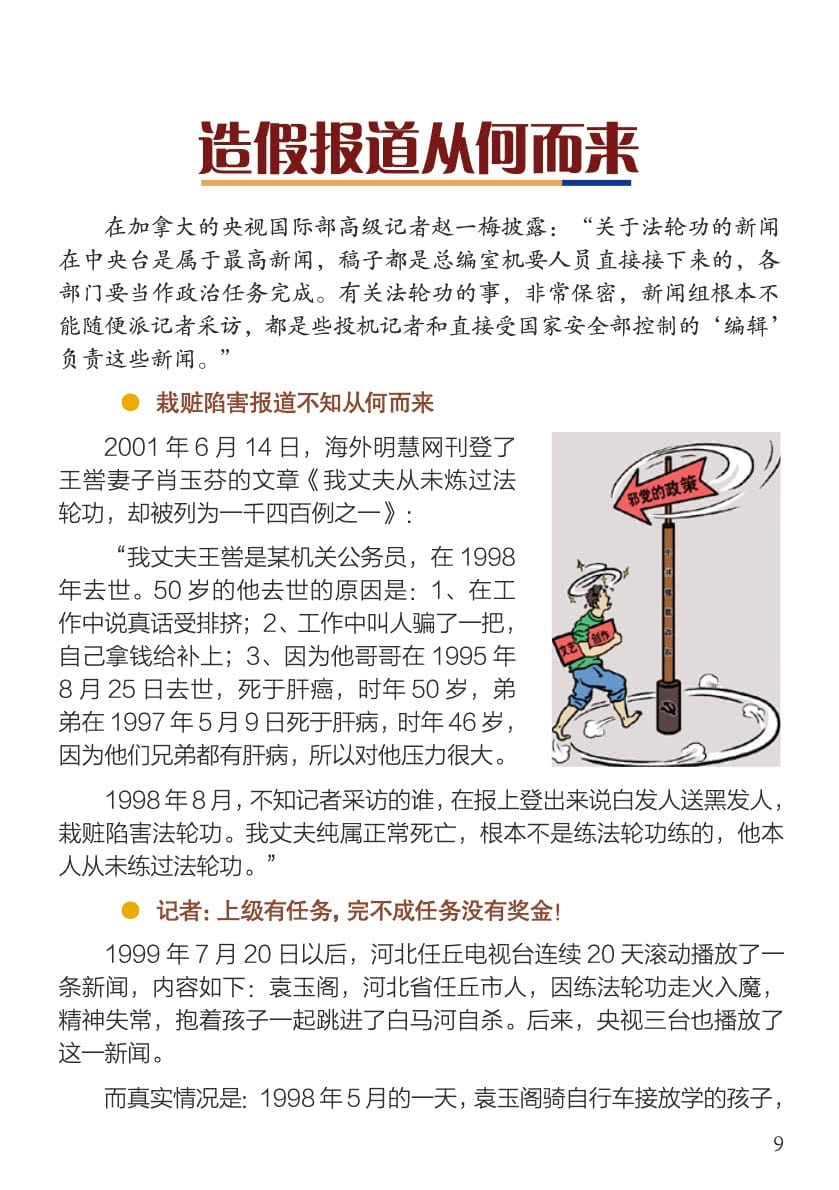 造假报道从何而来
在加拿大的央视国际部高级记者赵一梅披露：“关于法轮功的新闻
在中央台是属于最高新闻，稿子都是总编室机要人员直接接下来的，各
部门要当作政治任务完成。有关法轮功的事，非常保密，新闻组根本不
能随便派记者采访，都是些投机记者和直接受国家安全部控制的‘编辑’
负责这些新闻。”
● 栽赃陷害报道不知从何而来
2001 年 6 月 14 日，海外明慧网刊登了
王喾妻子肖玉芬的文章《我丈夫从未炼过法
轮功，却被列为一千四百例之一》：
“我丈夫王喾是某机关公务员，在 1998
年去世。50 岁的他去世的原因是：1、在工
作中说真话受排挤；2、工作中叫人骗了一把，
自己拿钱给补上；3、因为他哥哥在 1995 年
8 月 25 日去世，死于肝癌，时年 50 岁，弟
弟在 1997 年 5 月 9 日死于肝病，时年 46 岁，
因为他们兄弟都有肝病，所以对他压力很大。
邪党的政策
文艺
创作
1998 年 8 月，不知记者采访的谁，在报上登出来说白发人送黑发人，
栽赃陷害法轮功。我丈夫纯属正常死亡，根本不是练法轮功练的，他本
人从未练过法轮功。”
● 记者：上级有任务，完不成任务没有奖金！
1999 年 7 月 20 日以后，河北任丘电视台连续 20 天滚动播放了一
条新闻，内容如下：袁玉阁，河北省任丘市人，因练法轮功走火入魔，
精神失常，抱着孩子一起跳进了白马河自杀。后来，央视三台也播放了
这一新闻。
而真实情况是：1998 年 5 月的一天，袁玉阁骑自行车接放学的孩子，
9